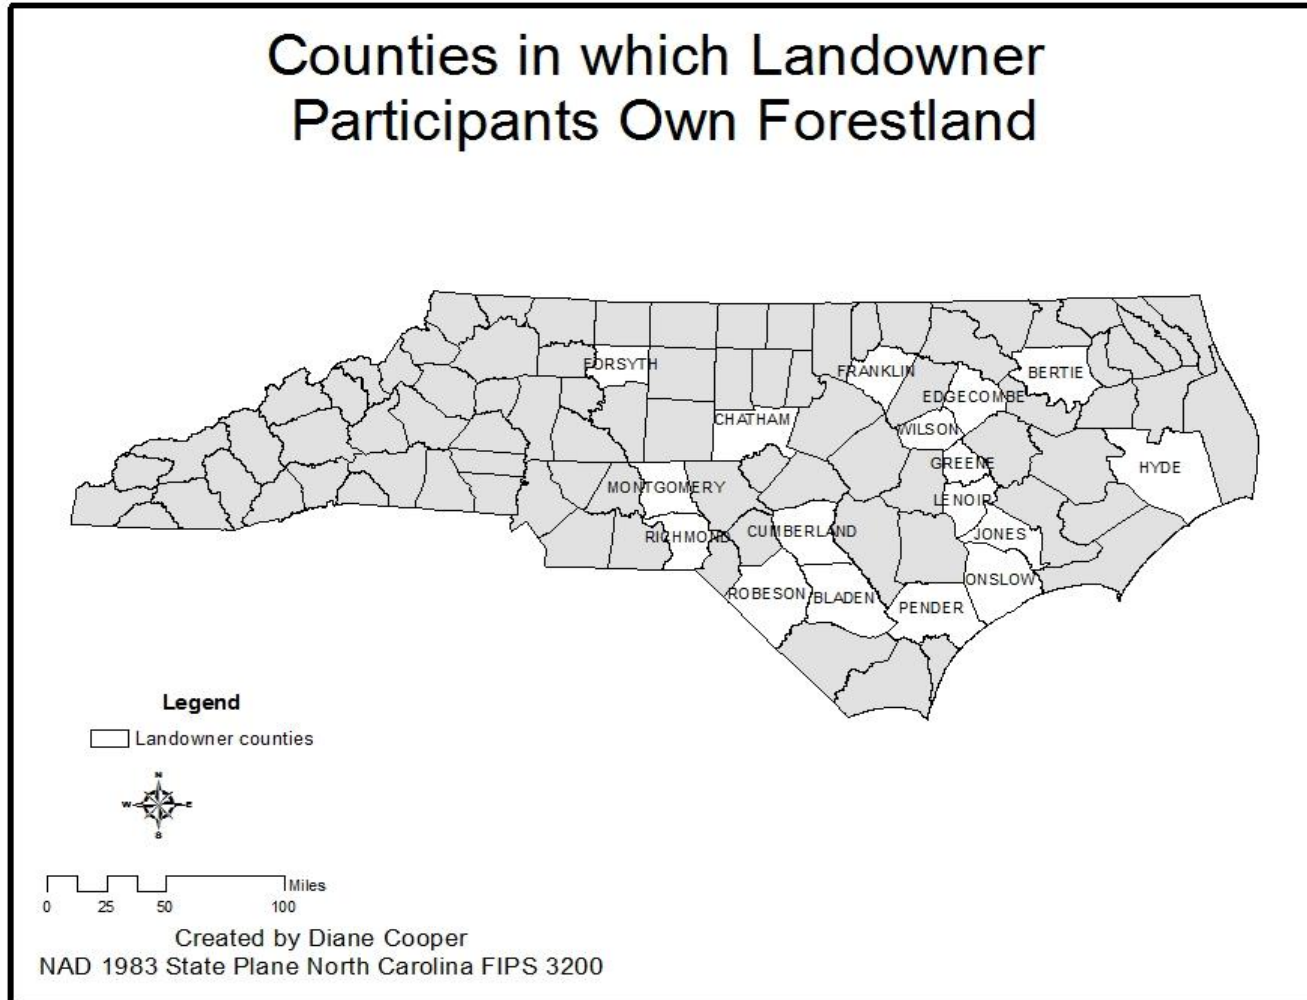 Counties in which Landowner
Participants Own Forestland
FORSYTH
FRANKLIN
BERTIE
EDGECOMBE
CHATHAM
WILSON
GREENE
HYDE
MONTGOMERY
LENOIR
RICHMOND
CUMBERLAND
JONES
ONSLOW
ROBESON
BLADEN
PENDER
Legend
Landowner counties
N
W E
S
Miles
0 25 50 100
Created by Diane Cooper
NAD 1983 State Plane North Carolina FIPS 3200